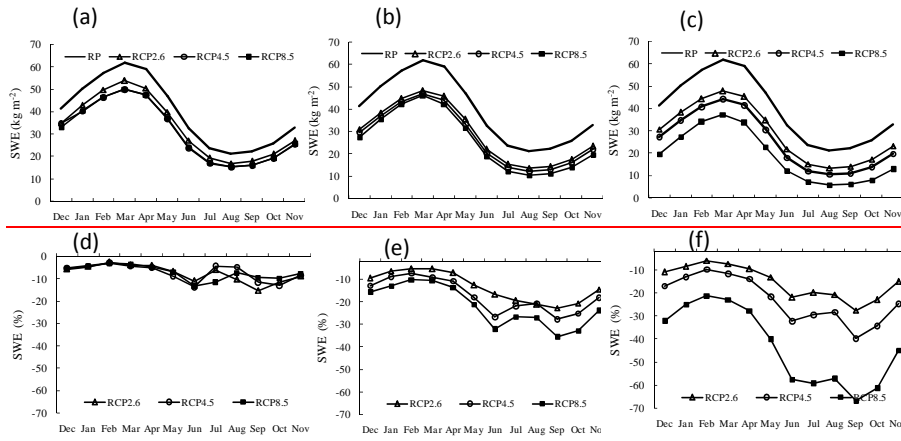 (a)
(b)
(c)
70
60
50
40
30
20
10
0
SWE (kg m-2)
RP RCP2.6 RCP4.5 RCP8.5
Dec Jan Feb Mar Apr May Jun Jul Aug Sep Oct Nov
70
60
50
40
30
20
10
0
SWE (kg m-2)
RP RCP2.6
RCP4.5 RCP8.5
Dec Jan Feb Mar Apr May Jun Jul Aug Sep Oct Nov
70
60
50
40
30
20
10
0
SWE (kg m-2)
RP RCP2.6
RCP4.5 RCP8.5
Dec Jan Feb Mar Apr May Jun Jul Aug Sep Oct Nov
(d)
(e)
(f)
0
-10
-20
-30
-40
-50
-60
-70
SWE (%)
RCP2.6 RCP4.5 RCP8.5
Dec Jan Feb Mar Apr May Jun Jul Aug Sep Oct Nov
-10
-20
-30
-40
-50
-60
-70
SWE (%)
RCP2.6 RCP4.5 RCP8.5
Dec Jan Feb Mar Apr May Jun Jul Aug Sep Oct Nov
-10
-20
-30
-40
-50
-60
-70
SWE (%)
RCP2.6 RCP4.5 RCP8.5
Dec Jan Feb Mar Apr May Jun Jul Aug Sep Oct Nov